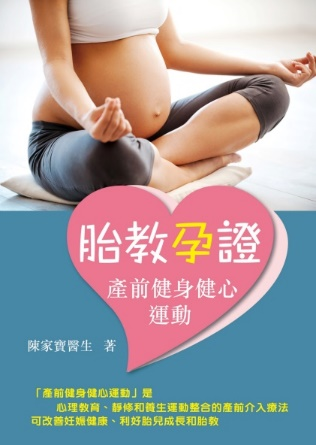 胎教孕證
產前健身健心
運動
陳家寶醫生 著
「產前健身健心運動」是
心理教育、靜修和養生運動整合的產前介入療法
可改善妊娠健康、利好胎兒成長和胎教